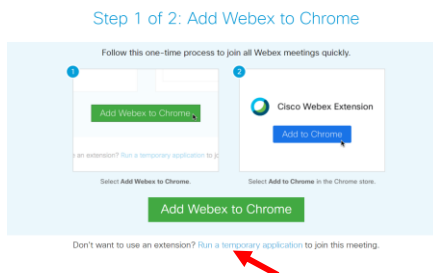 Step 1 of 2: Add Webex to Chrome
Follow this one-time process to join all Webex meetings quickly.
1
2
Add Webex to Chrome
an extension? Run a temporary application to jo
Cisco Webex Extension
Add to Chrome
Select Add Webex to Chrome.
Select Add to Chrome in the Chrome store.
Add Webex to Chrome
Don't want to use an extension? Run a temporary application to join this meeting.